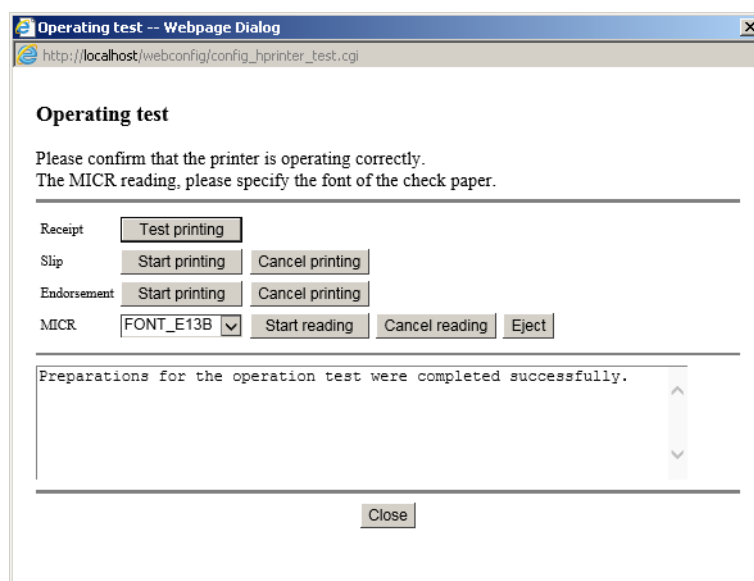 Operating test -- Webpage Dialog
http://localhost/webconfig/config_hprinter_test.cgi
Operating test
Please confirm that the printer is operating correctly.
The MICR reading, please specify the font of the check paper.
Receipt Test printing
Slip Start printing Cancel printing
Endorsement Start printing Cancel printing
MICR FONT_E13B Start reading Cancel reading Eject
Preparations for the operation test were completed successfully.
Close